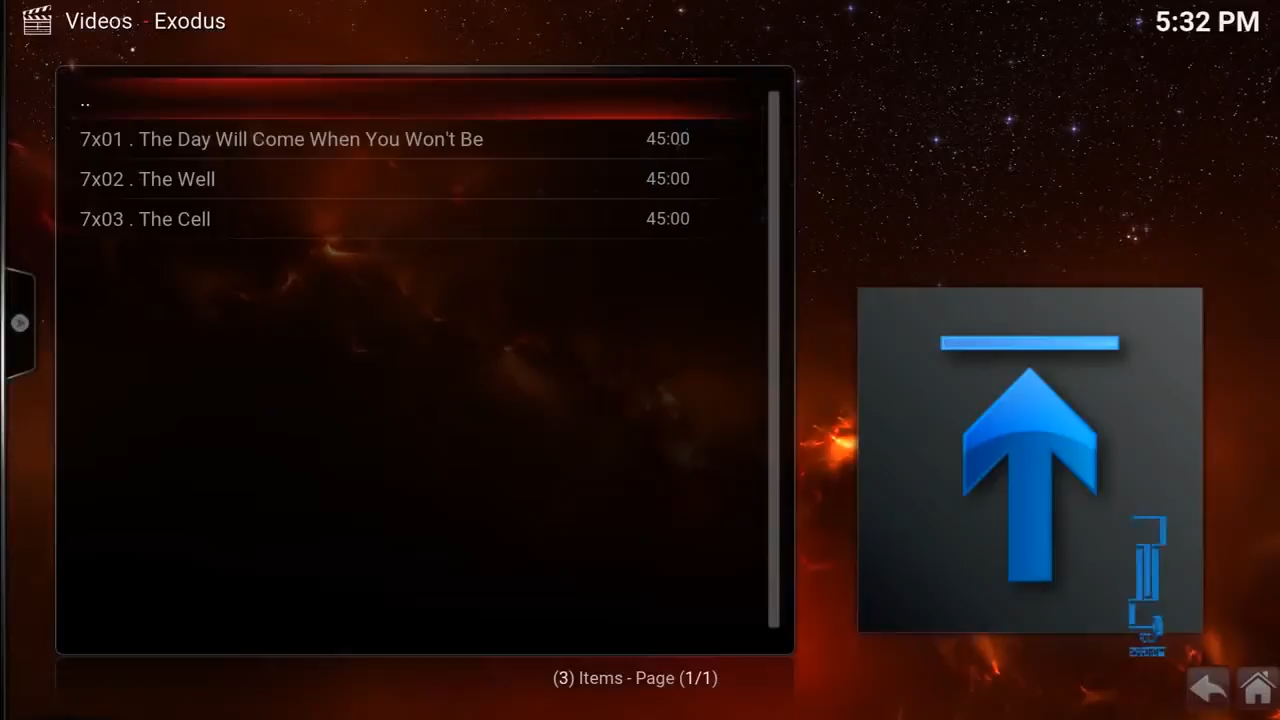 Videos - Exodus
5:32 PM
..
7x01 . The Day Will Come When You Won't Be 45:00
7x02 . The Well 45:00
7x03 . The Cell 45:00
(3) Items - Page (1/1)